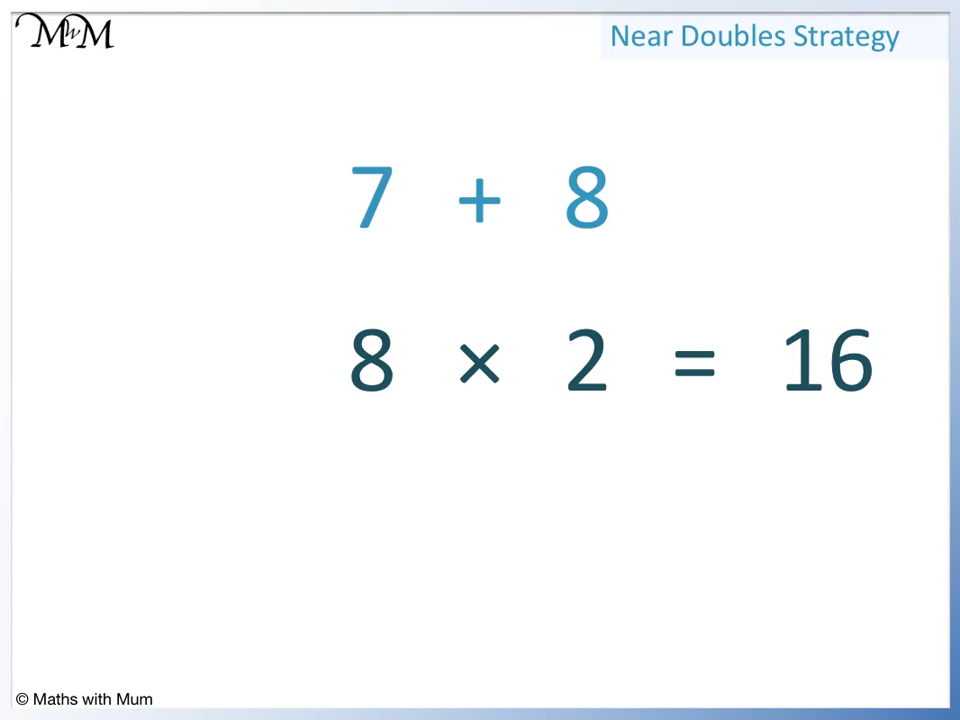 MwM
Near Doubles Strategy
7 + 8
8 × 2 = 16
© Maths with Mum